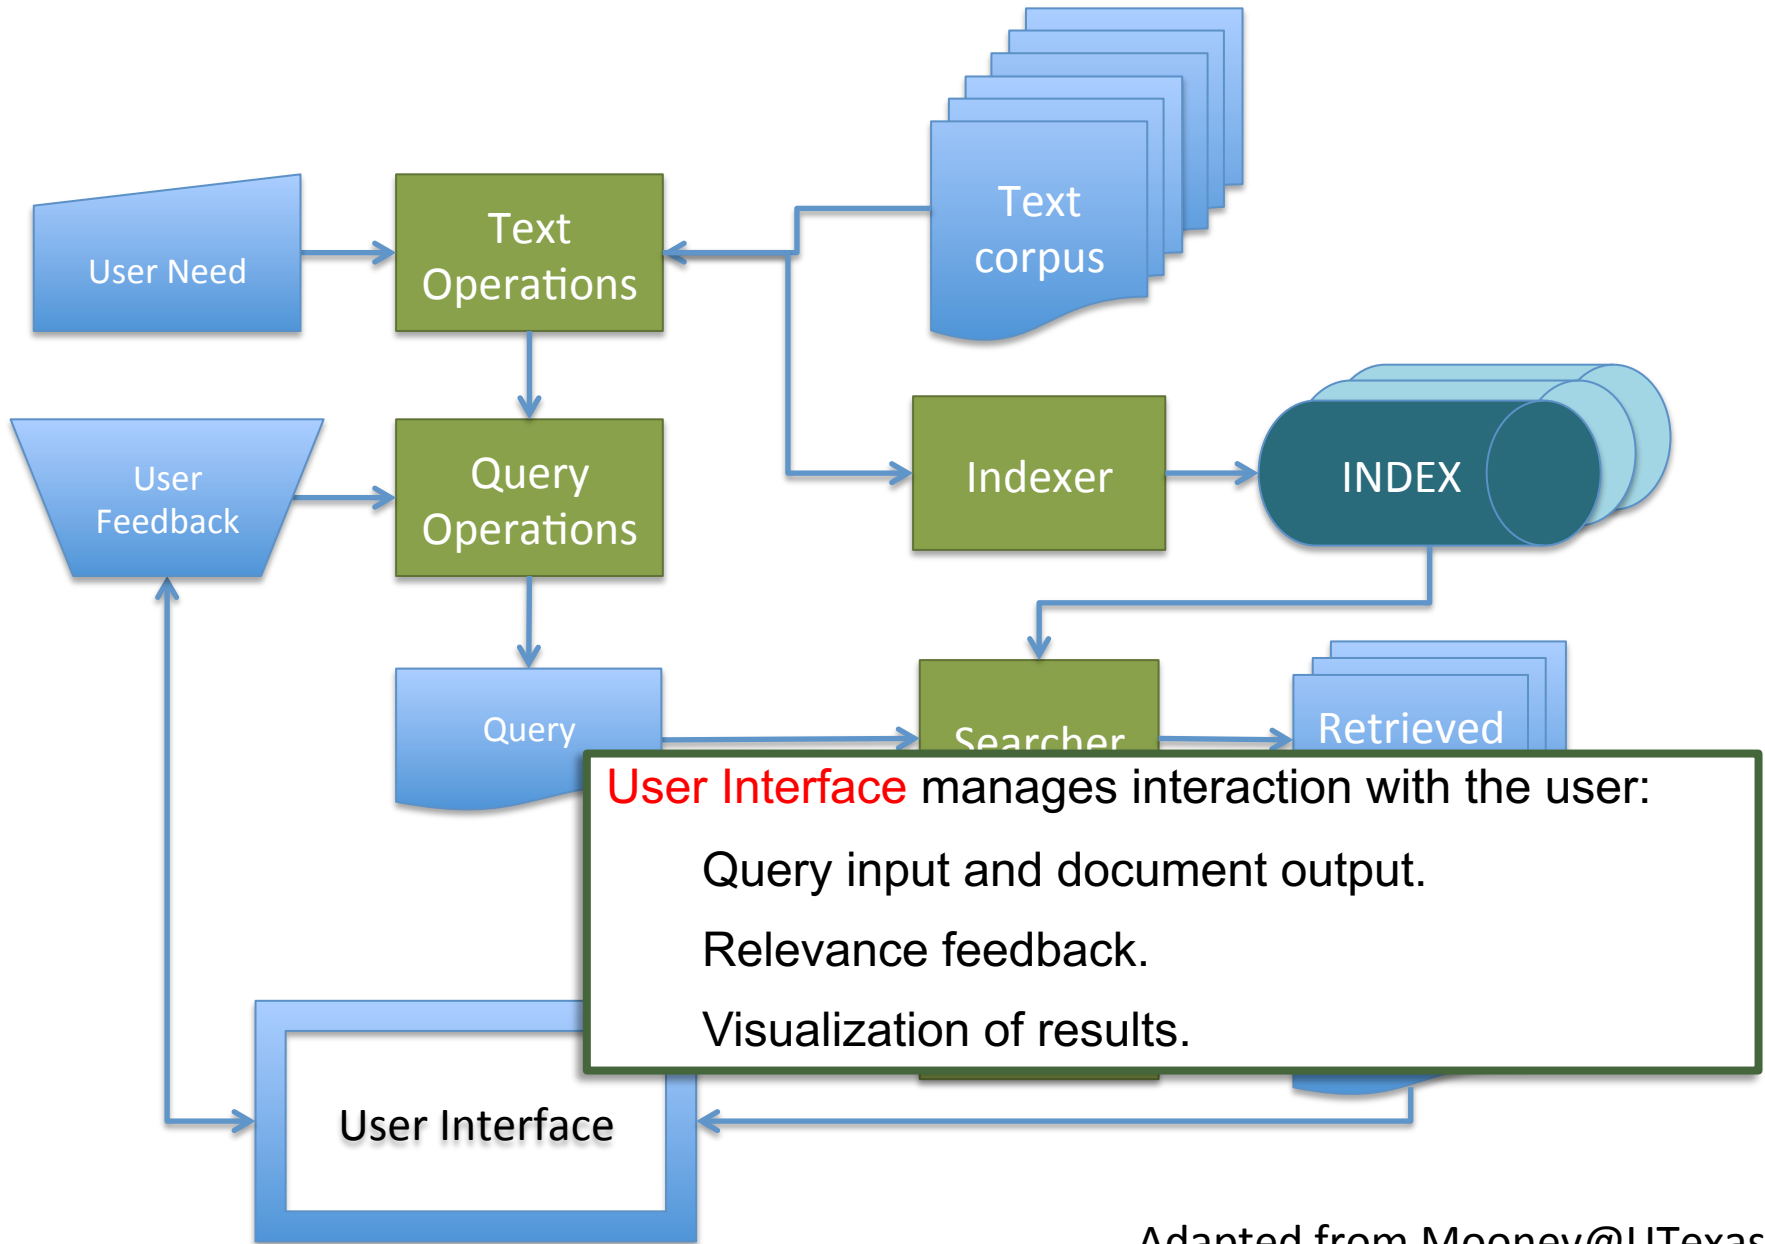 Text
corpus
User Need
Text
Operations
User
Feedback
Query
Operations
Indexer
INDEX
Query
Searcher
Retrieved
User Interface manages interaction with the user:
Query input and document output.
Relevance feedback.
Visualization of results.
User Interface
Adapted from Mooney@UTexas